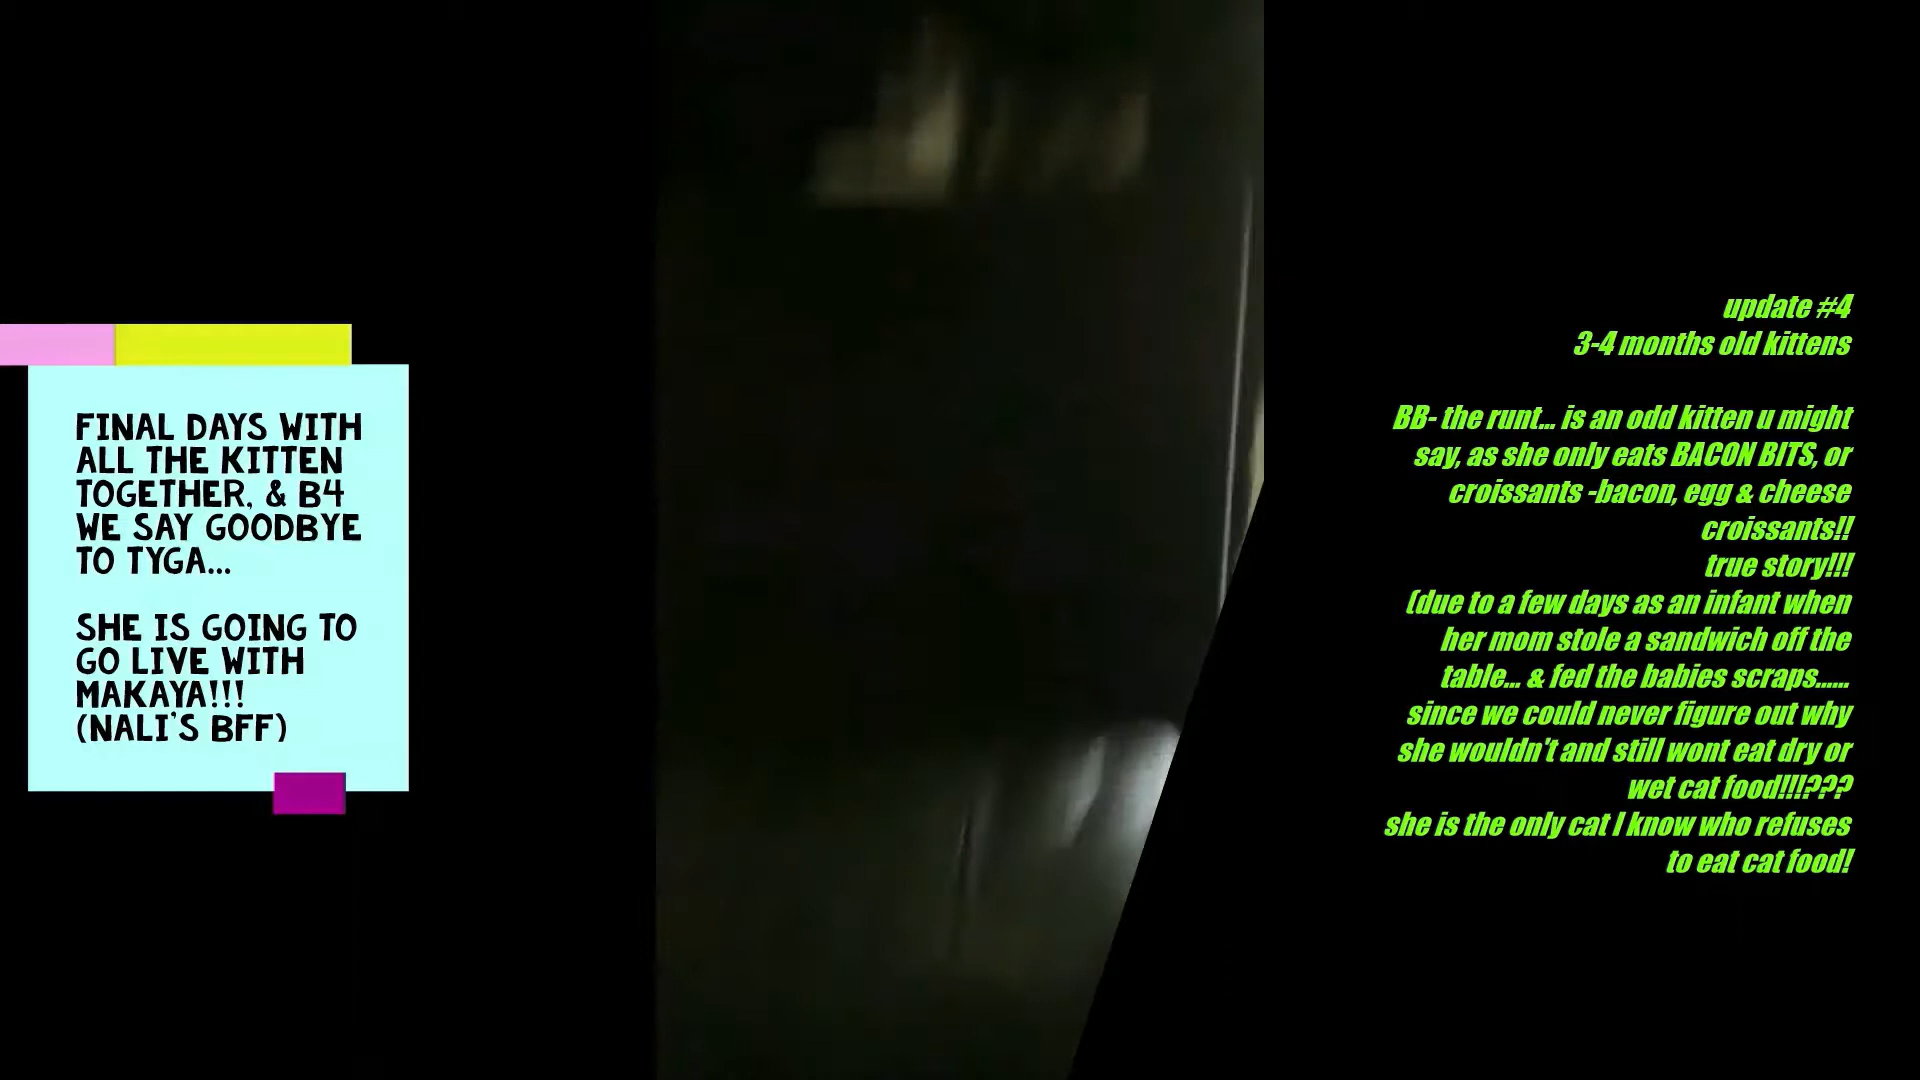 FINAL DAYS WITH
ALL THE KITTEN
TOGETHER, & B4
WE SAY GOODBYE
TO TYGA...
SHE IS GOING TO
GO LIVE WITH
MAKAYA!!!
(NALI'S BFF)
update #4
3-4 months old kittens
BB- the runt... is an odd kitten u might
say, as she only eats BACON BITS, or
croissants -bacon, egg & cheese
croissants!!
true story!!!
(due to a few days as an infant when
her mom stole a sandwich off the
table... & fed the babies scraps......
since we could never figure out why
she wouldn't and still wont eat dry or
wet cat food!!!???
she is the only cat I know who refuses
to eat cat food!